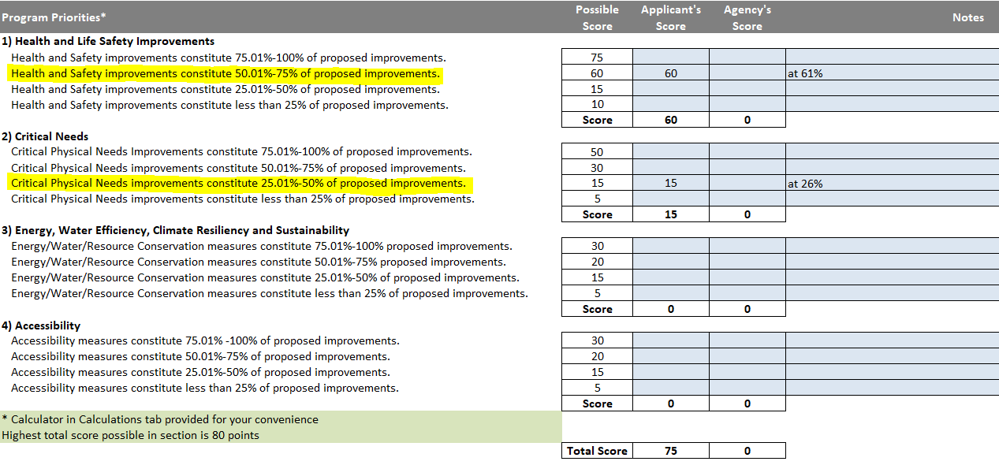 Program Priorities* Possible Score Applicant's Score Agency's Score Notes
1) Health and Life Safety Improvements
Health and Safety improvements constitute 75.01%-100% of proposed improvements. 75
Health and Safety improvements constitute 50.01%-75% of proposed improvements. 60 60 at 61%
Health and Safety improvements constitute 25.01%-50% of proposed improvements. 15
Health and Safety improvements constitute less than 25% of proposed improvements. 10
Score 60 0
2) Critical Needs
Critical Physical Needs Improvements constitute 75.01%-100% of proposed improvements. 50
Critical Physical Needs improvements constitute 50.01%-75% of proposed improvements. 30
Critical Physical Needs improvements constitute 25.01%-50% of proposed improvements. 15 15 at 26%
Critical Physical Needs improvements constitute less than 25% of proposed improvements. 5
Score 15 0
3) Energy, Water Efficiency, Climate Resiliency and Sustainability
Energy/Water/Resource Conservation measures constitute 75.01%-100% proposed improvements. 30
Energy/Water/Resource Conservation measures constitute 50.01%-75% proposed improvements. 20
Energy/Water/Resource Conservation measures constitute 25.01%-50% of proposed improvements. 15
Energy/Water/Resource Conservation measures constitute less than 25% of proposed improvements. 5
Score 0 0
4) Accessibility
Accessibility measures constitute 75.01% -100% of proposed improvements. 30
Accessibility measures constitute 50.01%-75% of proposed improvements. 20
Accessibility measures constitute 25.01%-50% of proposed improvements. 15
Accessibility measures constitute less than 25% of proposed improvements. 5
Score 0 0
* Calculator in Calculations tab provided for your convenience
Highest total score possible in section is 80 points
Total Score 75 0